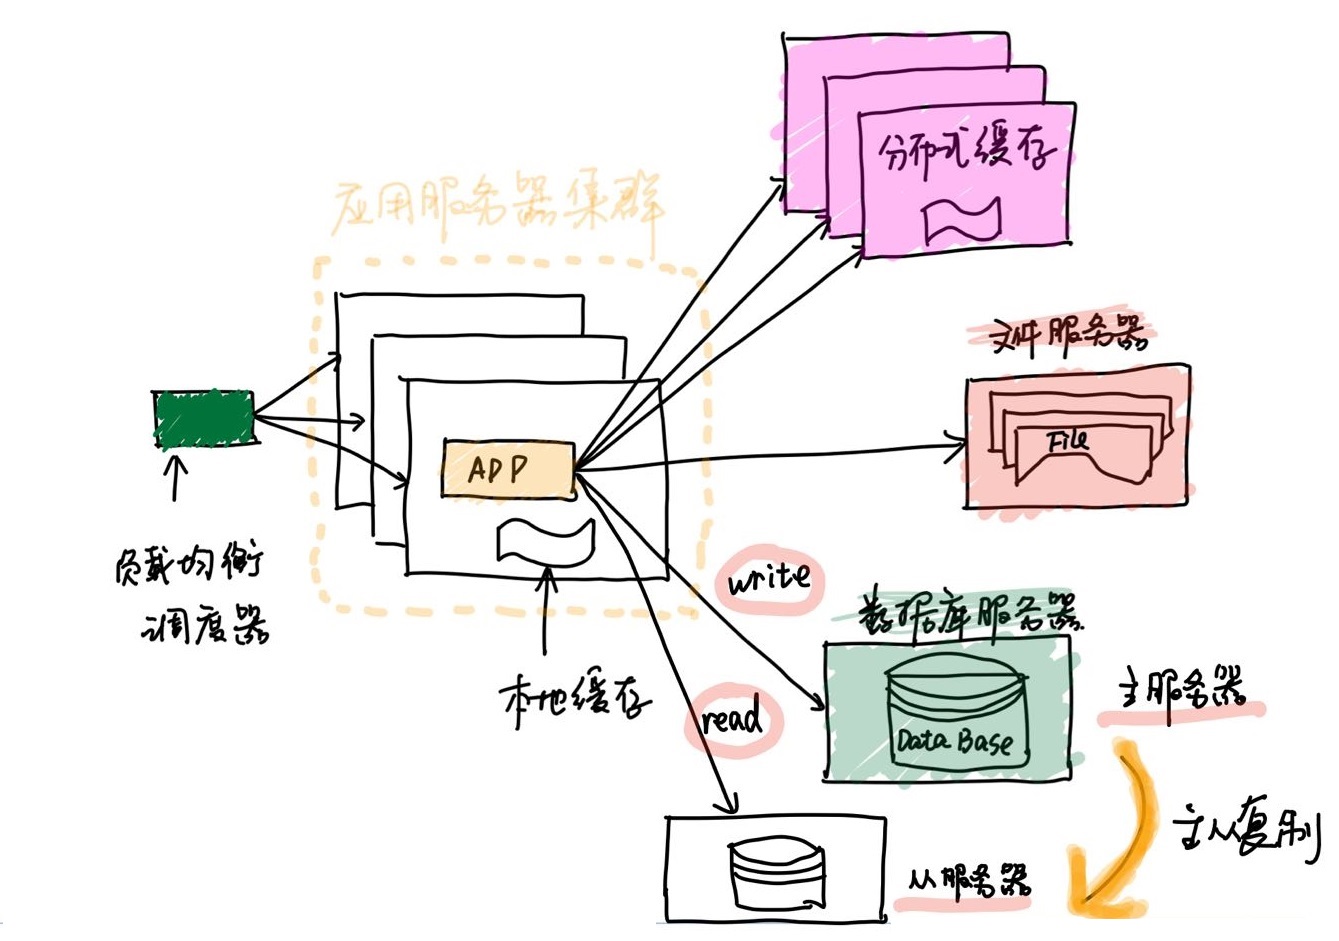 分布式缓存
应用服务器集群
文件服务器
File
APP
负载均衡
调度器
write
数据库服务器
本地缓存
read
主服务器
Data Base
主从复制
从服务器